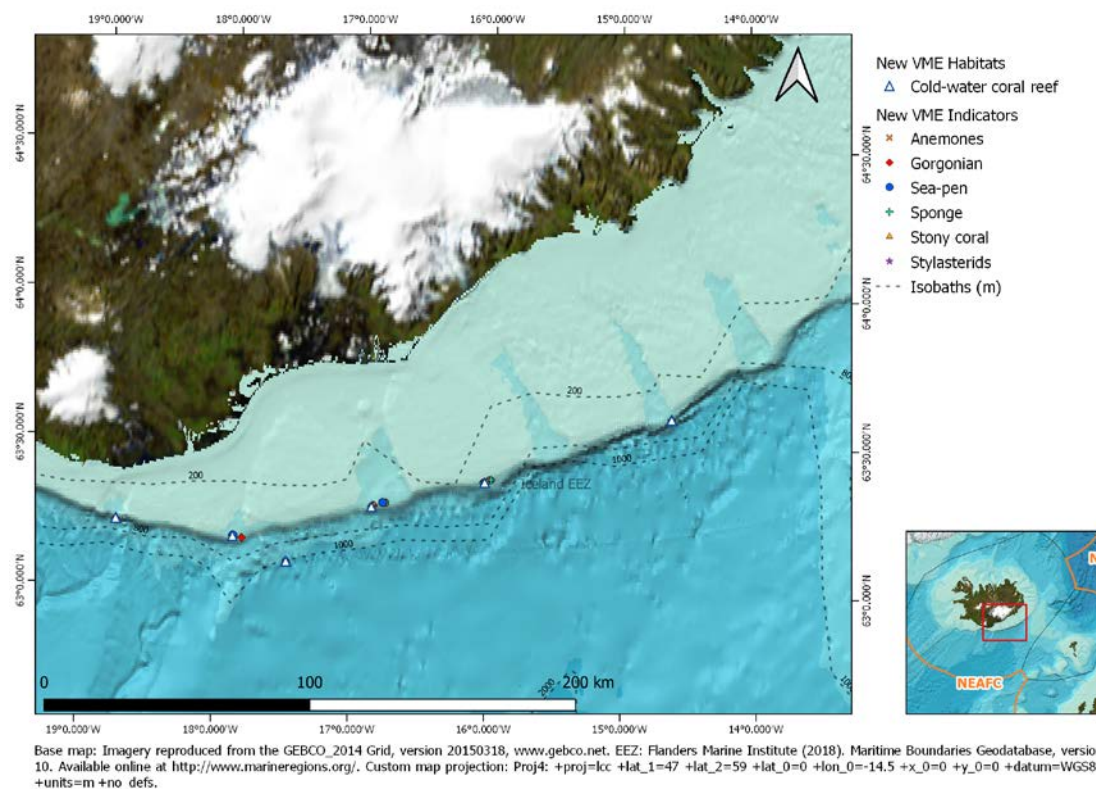 19°0.000'W 18°0.000'W 17°0.000'W 16°0.000'W 15°0.000'W 14°0.000'W
64°30.000'N
64°0.000'N
63°30.000'N
63°0.000'N
64°30.000'N
64°0.000'N
63°30.000'N
63°0.000'N
200
200
1000
Iceland EEZ
1000
2000
0 100 200 km
19°0.000'W 18°0.000'W 17°0.000'W 16°0.000'W 15°0.000'W 14°0.000'W
New VME Habitats
Cold-water coral reef
New VME Indicators
Anemones
Gorgonian
Sea-pen
Sponge
Stony coral
Stylasterids
Isobaths (m)
NEAFC
N
Base map: Imagery reproduced from the GEBCO_2014 Grid, version 20150318, www.gebco.net. EEZ: Flanders Marine Institute (2018). Maritime Boundaries Geodatabase, versio
10. Available online at http://www.marineregions.org/. Custom map projection: Proj4: +proj=lcc +lat_1=47 +lat_2=59 +lat_0=0 +lon_0=-14.5 +x_0=0 +y_0=0 +datum=WGS8
+units=m +no_defs.